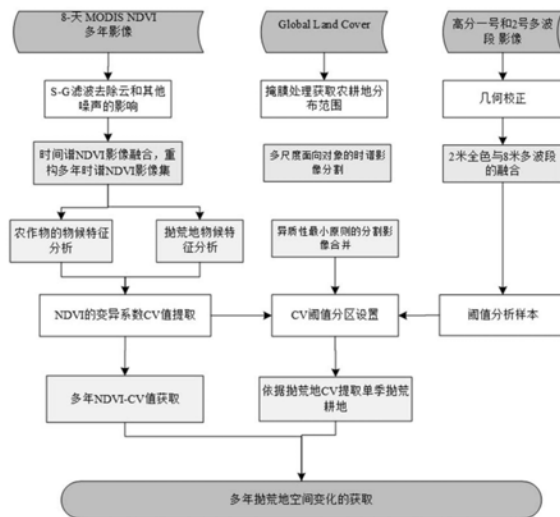 8-天 MODIS NDVI
多年影像
Global Land Cover
高分一号和2号多波
段 影像
S-G滤波去除云和其他
噪声的影响
掩膜处理获取农耕地分
布范围
几何校正
时间谱NDVI影像融合，重
构多年时谱NDVI影像集
多尺度面向对象的时谱影
像分割
2米全色与8米多波段
的融合
农作物的物候特征
分析
抛荒地物候特
征分析
异质性最小原则的分割影
像合并
NDVI的变异系数CV值提取
CV阈值分区设置
阈值分析样本
多年NDVI-CV值获取
依据抛荒地CV提取单季抛荒
耕地
多年抛荒地空间变化的获取